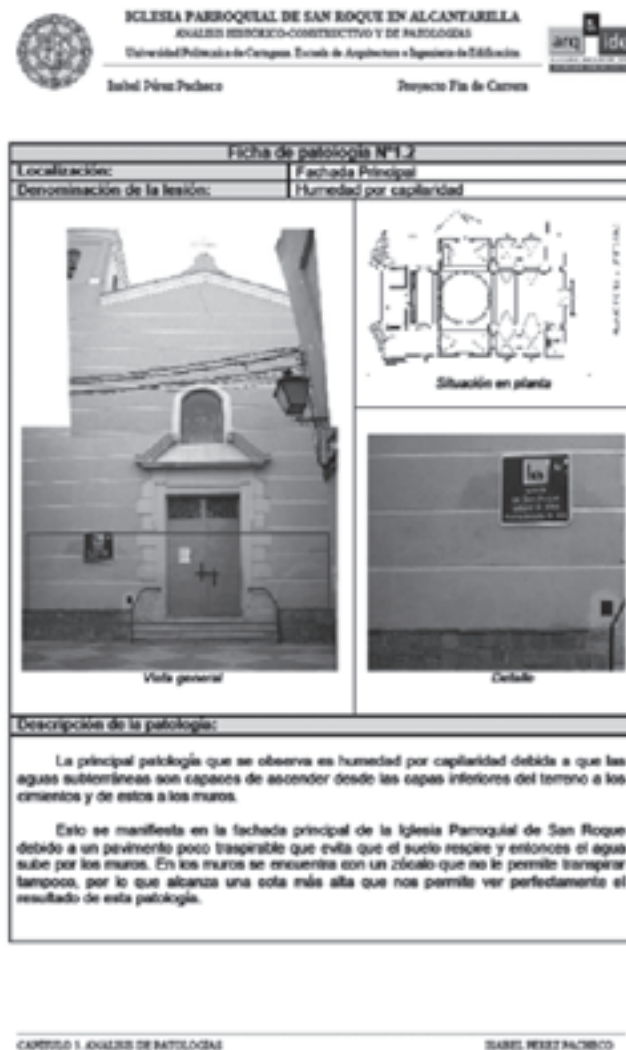 IGLESIA PARROQUIAL DE SAN ROQUE EN ALCANTARILLA
ANALISIS HISTÓRICO-CONSTRUCTIVO Y DE PATOLOGÍAS
Universidad Politécnica de Cartagena. Escuela de Arquitectura e Ingeniería de Edificación
arq & ide
Isabel Pérez Pacheco
Proyecto Fin de Carrera
Ficha de patología Nº1.2
Localización:
Fachada Principal
Denominación de la lesión:
Humedad por capilaridad
Situación en planta
Vista general
Detalle
Descripción de la patología:
La principal patología que se observa es humedad por capilaridad debida a que las
aguas subterráneas son capaces de ascender desde las capas inferiores del terreno a los
cimientos y de estos a los muros.
Esto se manifiesta en la fachada principal de la Iglesia Parroquial de San Roque
debido a un pavimento poco traspirable que evita que el suelo respire y entonces el agua
sube por los muros. En los muros se encuentra con un zócalo que no le permite transpirar
tampoco, por lo que alcanza una cota más alta que nos permite ver perfectamente el
resultado de esta patología.
CAPÍTULO 3. ANALISIS DE PATOLOGÍAS
ISABEL PEREZ PACHECO